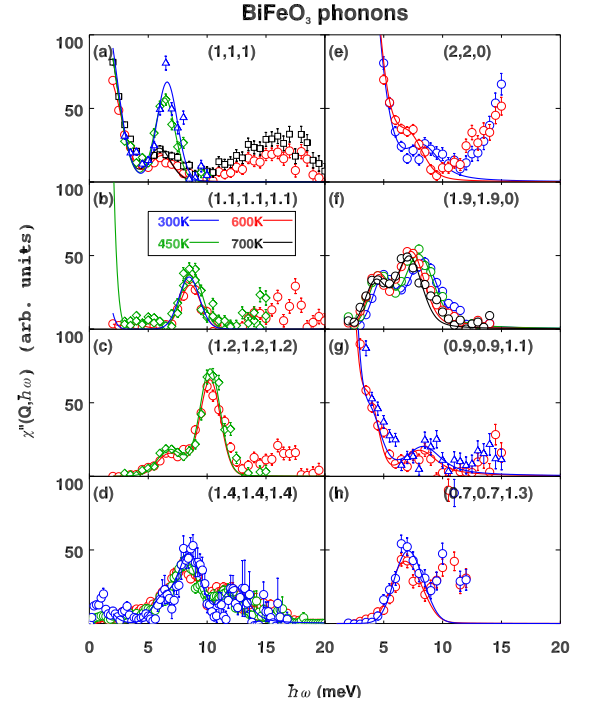 BiFeO₃ phonons
χ"(Q,ħω) (arb. units)
100
50
(a)
(1,1,1)
(e)
(2,2,0)
100
50
(b)
(1.1,1.1,1.1)
300K
600K
450K
700K
(f)
(1.9,1.9,0)
100
50
(c)
(1.2,1.2,1.2)
(g)
(0.9,0.9,1.1)
100
50
(d)
(1.4,1.4,1.4)
(h)
(0.7,0.7,1.3)
0 5 10 15 20 5 10 15 20
ħω (meV)